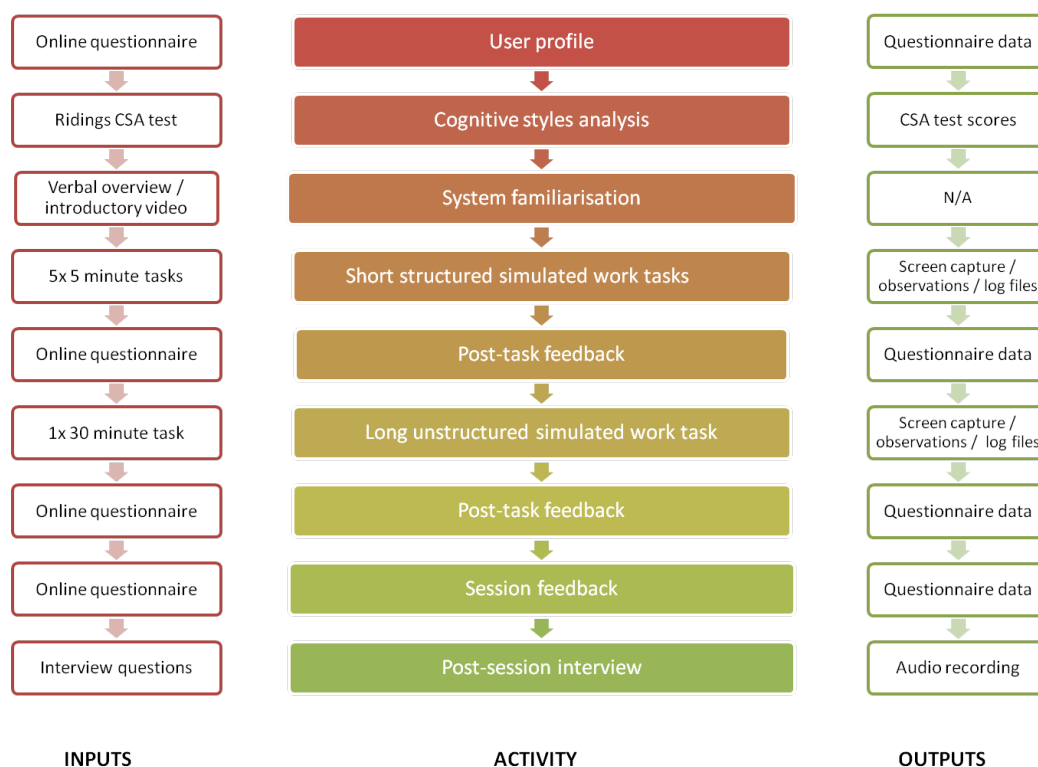 Online questionnaire
User profile
Questionnaire data
Ridings CSA test
Cognitive styles analysis
CSA test scores
Verbal overview /
introductory video
System familiarisation
N/A
5x 5 minute tasks
Short structured simulated work tasks
Screen capture /
observations / log files
Online questionnaire
Post-task feedback
Questionnaire data
1x 30 minute task
Long unstructured simulated work task
Screen capture /
observations / log files
Online questionnaire
Post-task feedback
Questionnaire data
Online questionnaire
Session feedback
Questionnaire data
Interview questions
Post-session interview
Audio recording
INPUTS
ACTIVITY
OUTPUTS